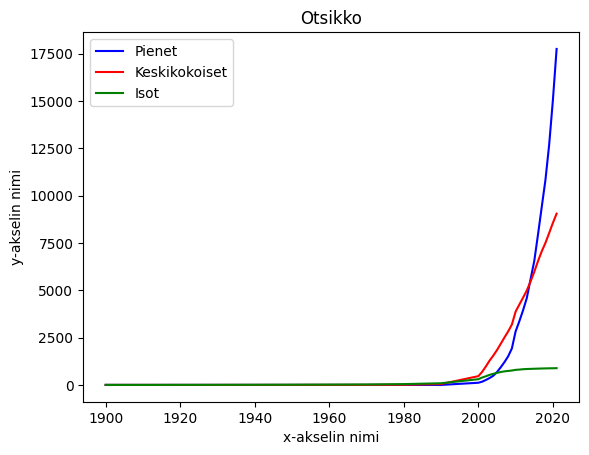 Otsikko
Pienet
Keskikokoiset
Isot
17500
15000
12500
10000
7500
5000
2500
0
y-akselin nimi
1900 1920 1940 1960 1980 2000 2020
x-akselin nimi